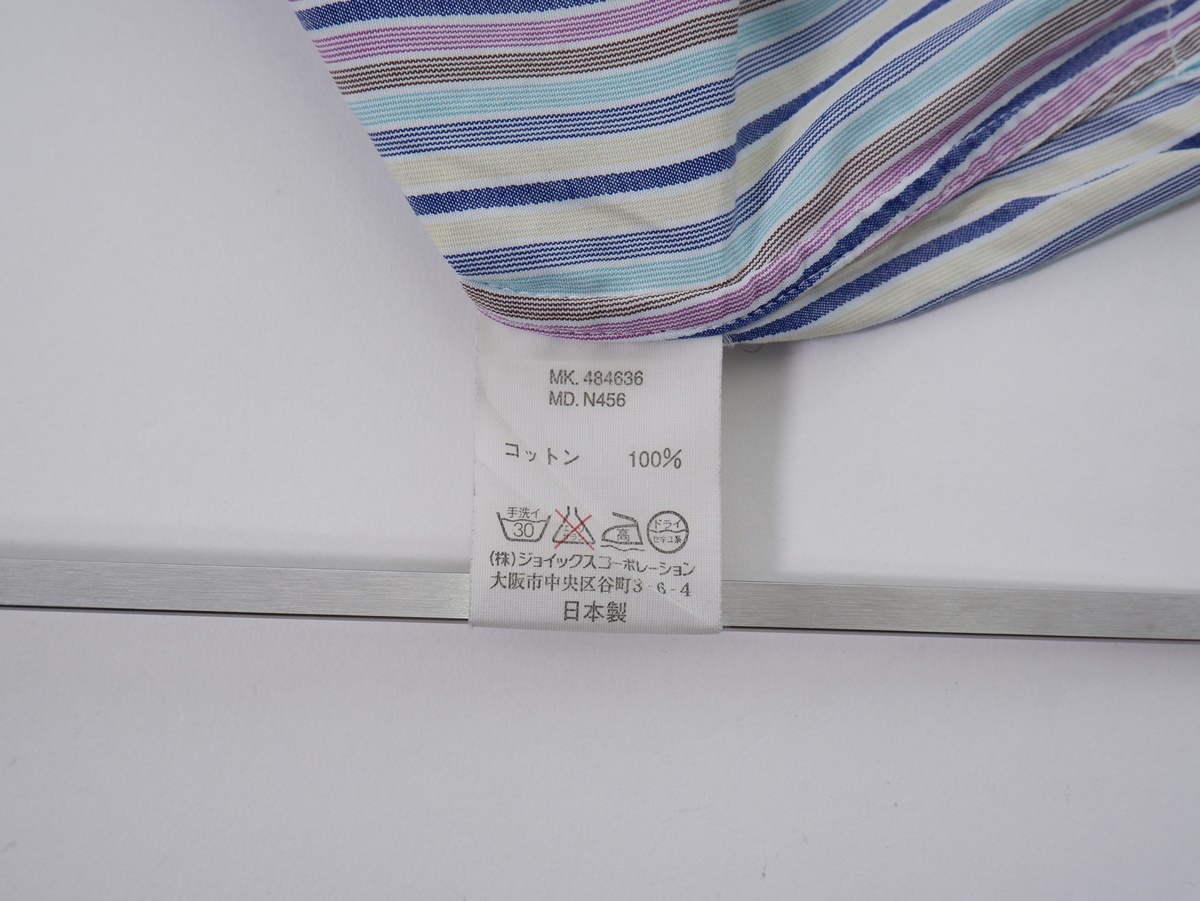 MK. 484636
MD. N456
コットン 100%
手洗イ 30 高 ドライ セキユ系
(株)ジョイックスコーポレーション
大阪市中央区谷町3-6-4
日本製